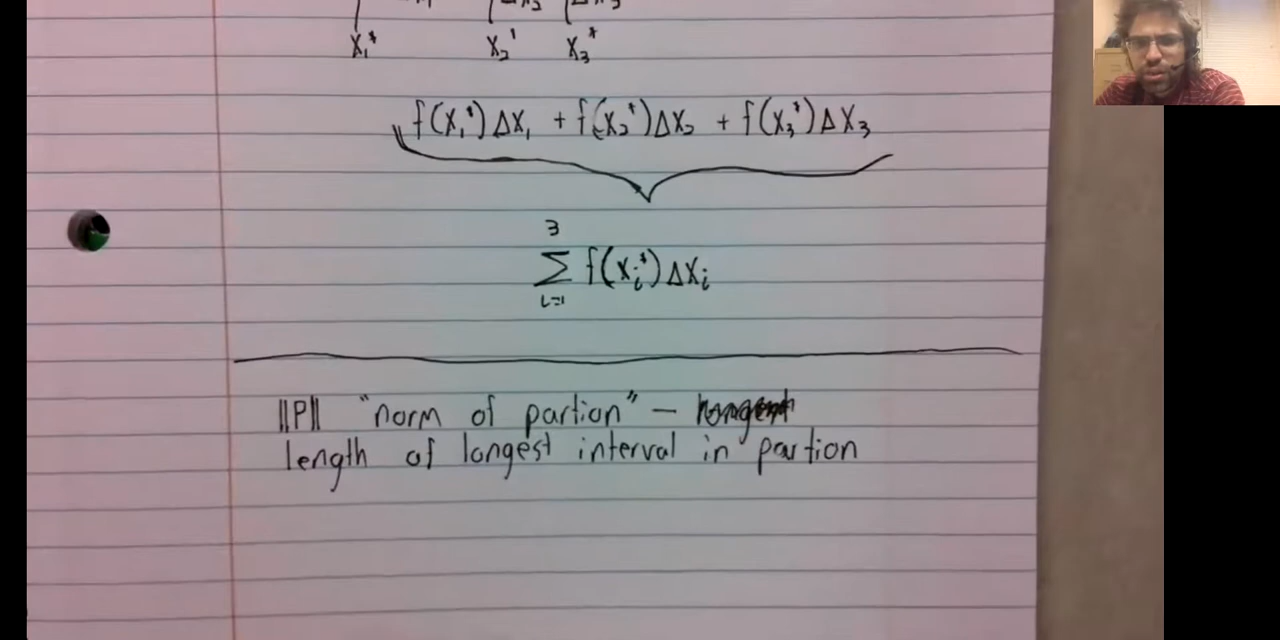 x₁* x₂' x₃*
f(x₁*)Δx₁ + f(x₂*)Δx₂ + f(x₃*)Δx₃
3
∑ f(xᵢ*)Δxᵢ
i=1
||P|| "norm of partion" —
length of longest interval in partion